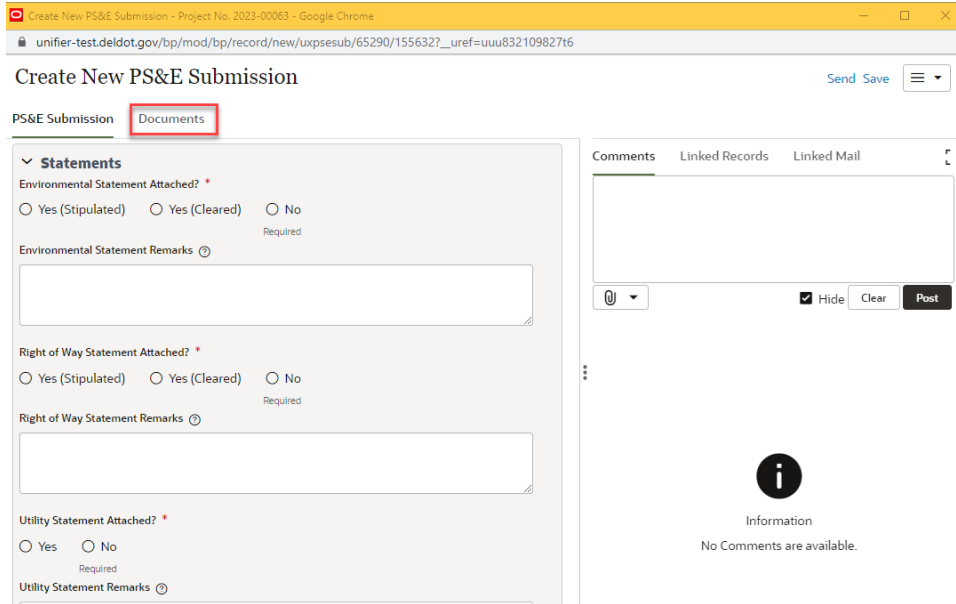 Create New PS&E Submission - Project No. 2023-00063 - Google Chrome
unifier-test.deldot.gov/bp/mod/bp/record/new/uxpsesub/65290/155632?__uref=uuu832109827t6
Create New PS&E Submission
Send Save
PS&E Submission Documents
Statements
Environmental Statement Attached? *
Yes (Stipulated) Yes (Cleared) No
Required
Environmental Statement Remarks ?
Right of Way Statement Attached? *
Yes (Stipulated) Yes (Cleared) No
Required
Right of Way Statement Remarks ?
Utility Statement Attached? *
Yes No
Required
Utility Statement Remarks ?
Comments Linked Records Linked Mail
Hide Clear Post
Information
No Comments are available.